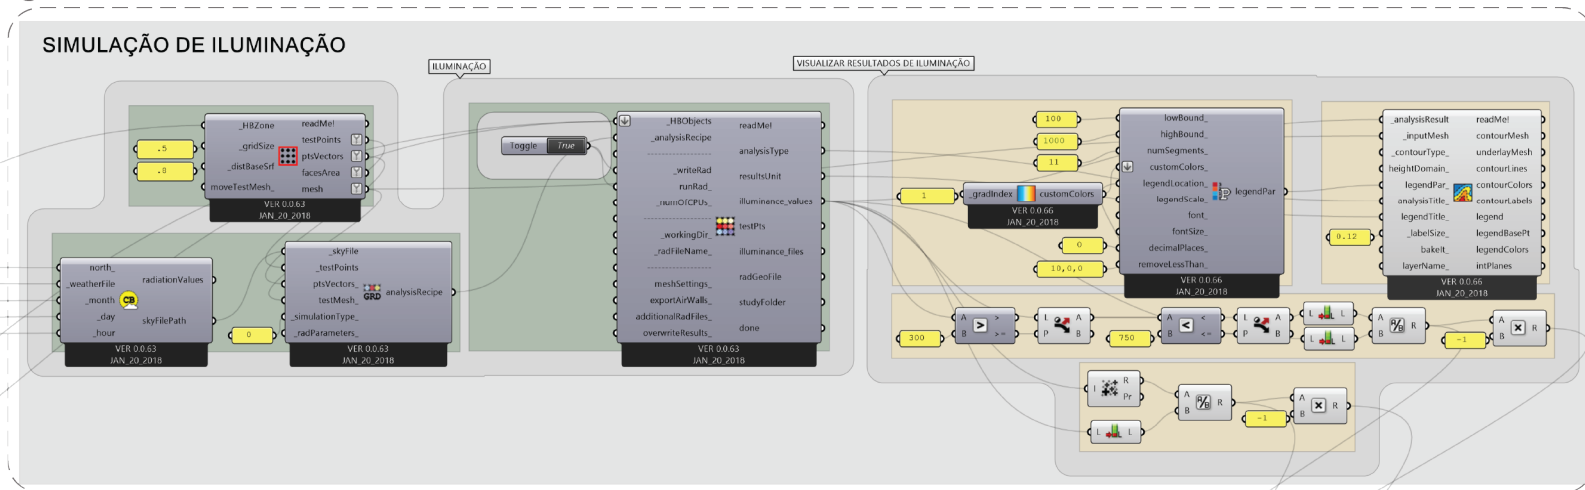 SIMULAÇÃO DE ILUMINAÇÃO
ILUMINAÇÃO
VISUALIZAR RESULTADOS DE ILUMINAÇÃO
.5
.8
_HBZone
_gridSize
_distBaseSrf
moveTestMesh_
readMe!
testPoints
ptsVectors
facesArea
mesh
VER 0.0.63
JAN_20_2018
north_
_weatherFile
_month
_day
_hour
CB
radiationValues
skyFilePath
VER 0.0.63
JAN_20_2018
0
_skyFile
_testPoints
ptsVectors_
testMesh_
_simulationType_
_radParameters_
GRD
analysisRecipe
VER 0.0.63
JAN_20_2018
Toggle True
_HBObjects
_analysisRecipe
_writeRad
runRad_
_numOfCPUs_
_workingDir_
_radFileName_
meshSettings_
exportAirWalls_
additionalRadFiles_
overwriteResults_
readMe!
analysisType
resultsUnit
illuminance_values
testPts
illuminance_files
radGeoFile
studyFolder
done
VER 0.0.63
JAN_20_2018
100
1000
11
1
_gradIndex customColors
VER 0.0.66
JAN_20_2018
0
10,0,0
lowBound_
highBound_
numSegments_
customColors_
legendLocation_
legendScale_
font_
fontSize_
decimalPlaces_
removeLessThan_
P
legendPar
VER 0.0.66
JAN_20_2018
0.12
_analysisResult
_inputMesh
_contourType_
heightDomain_
legendPar_
analysisTitle_
legendTitle_
_labelSize_
bakeIt_
layerName_
readMe!
contourMesh
underlayMesh
contourLines
contourColors
contourLabels
legend
legendBasePt
legendColors
intPlanes
VER 0.0.66
JAN_20_2018
300
A
B
>
>
>=
L
P
A
B
750
A
B
<
<
<=
L
P
A
B
L L
L L
A
B
A/B
R
-1
A
B
×
R
I
R
Pr
L L
A
B
A/B
R
-1
A
B
×
R